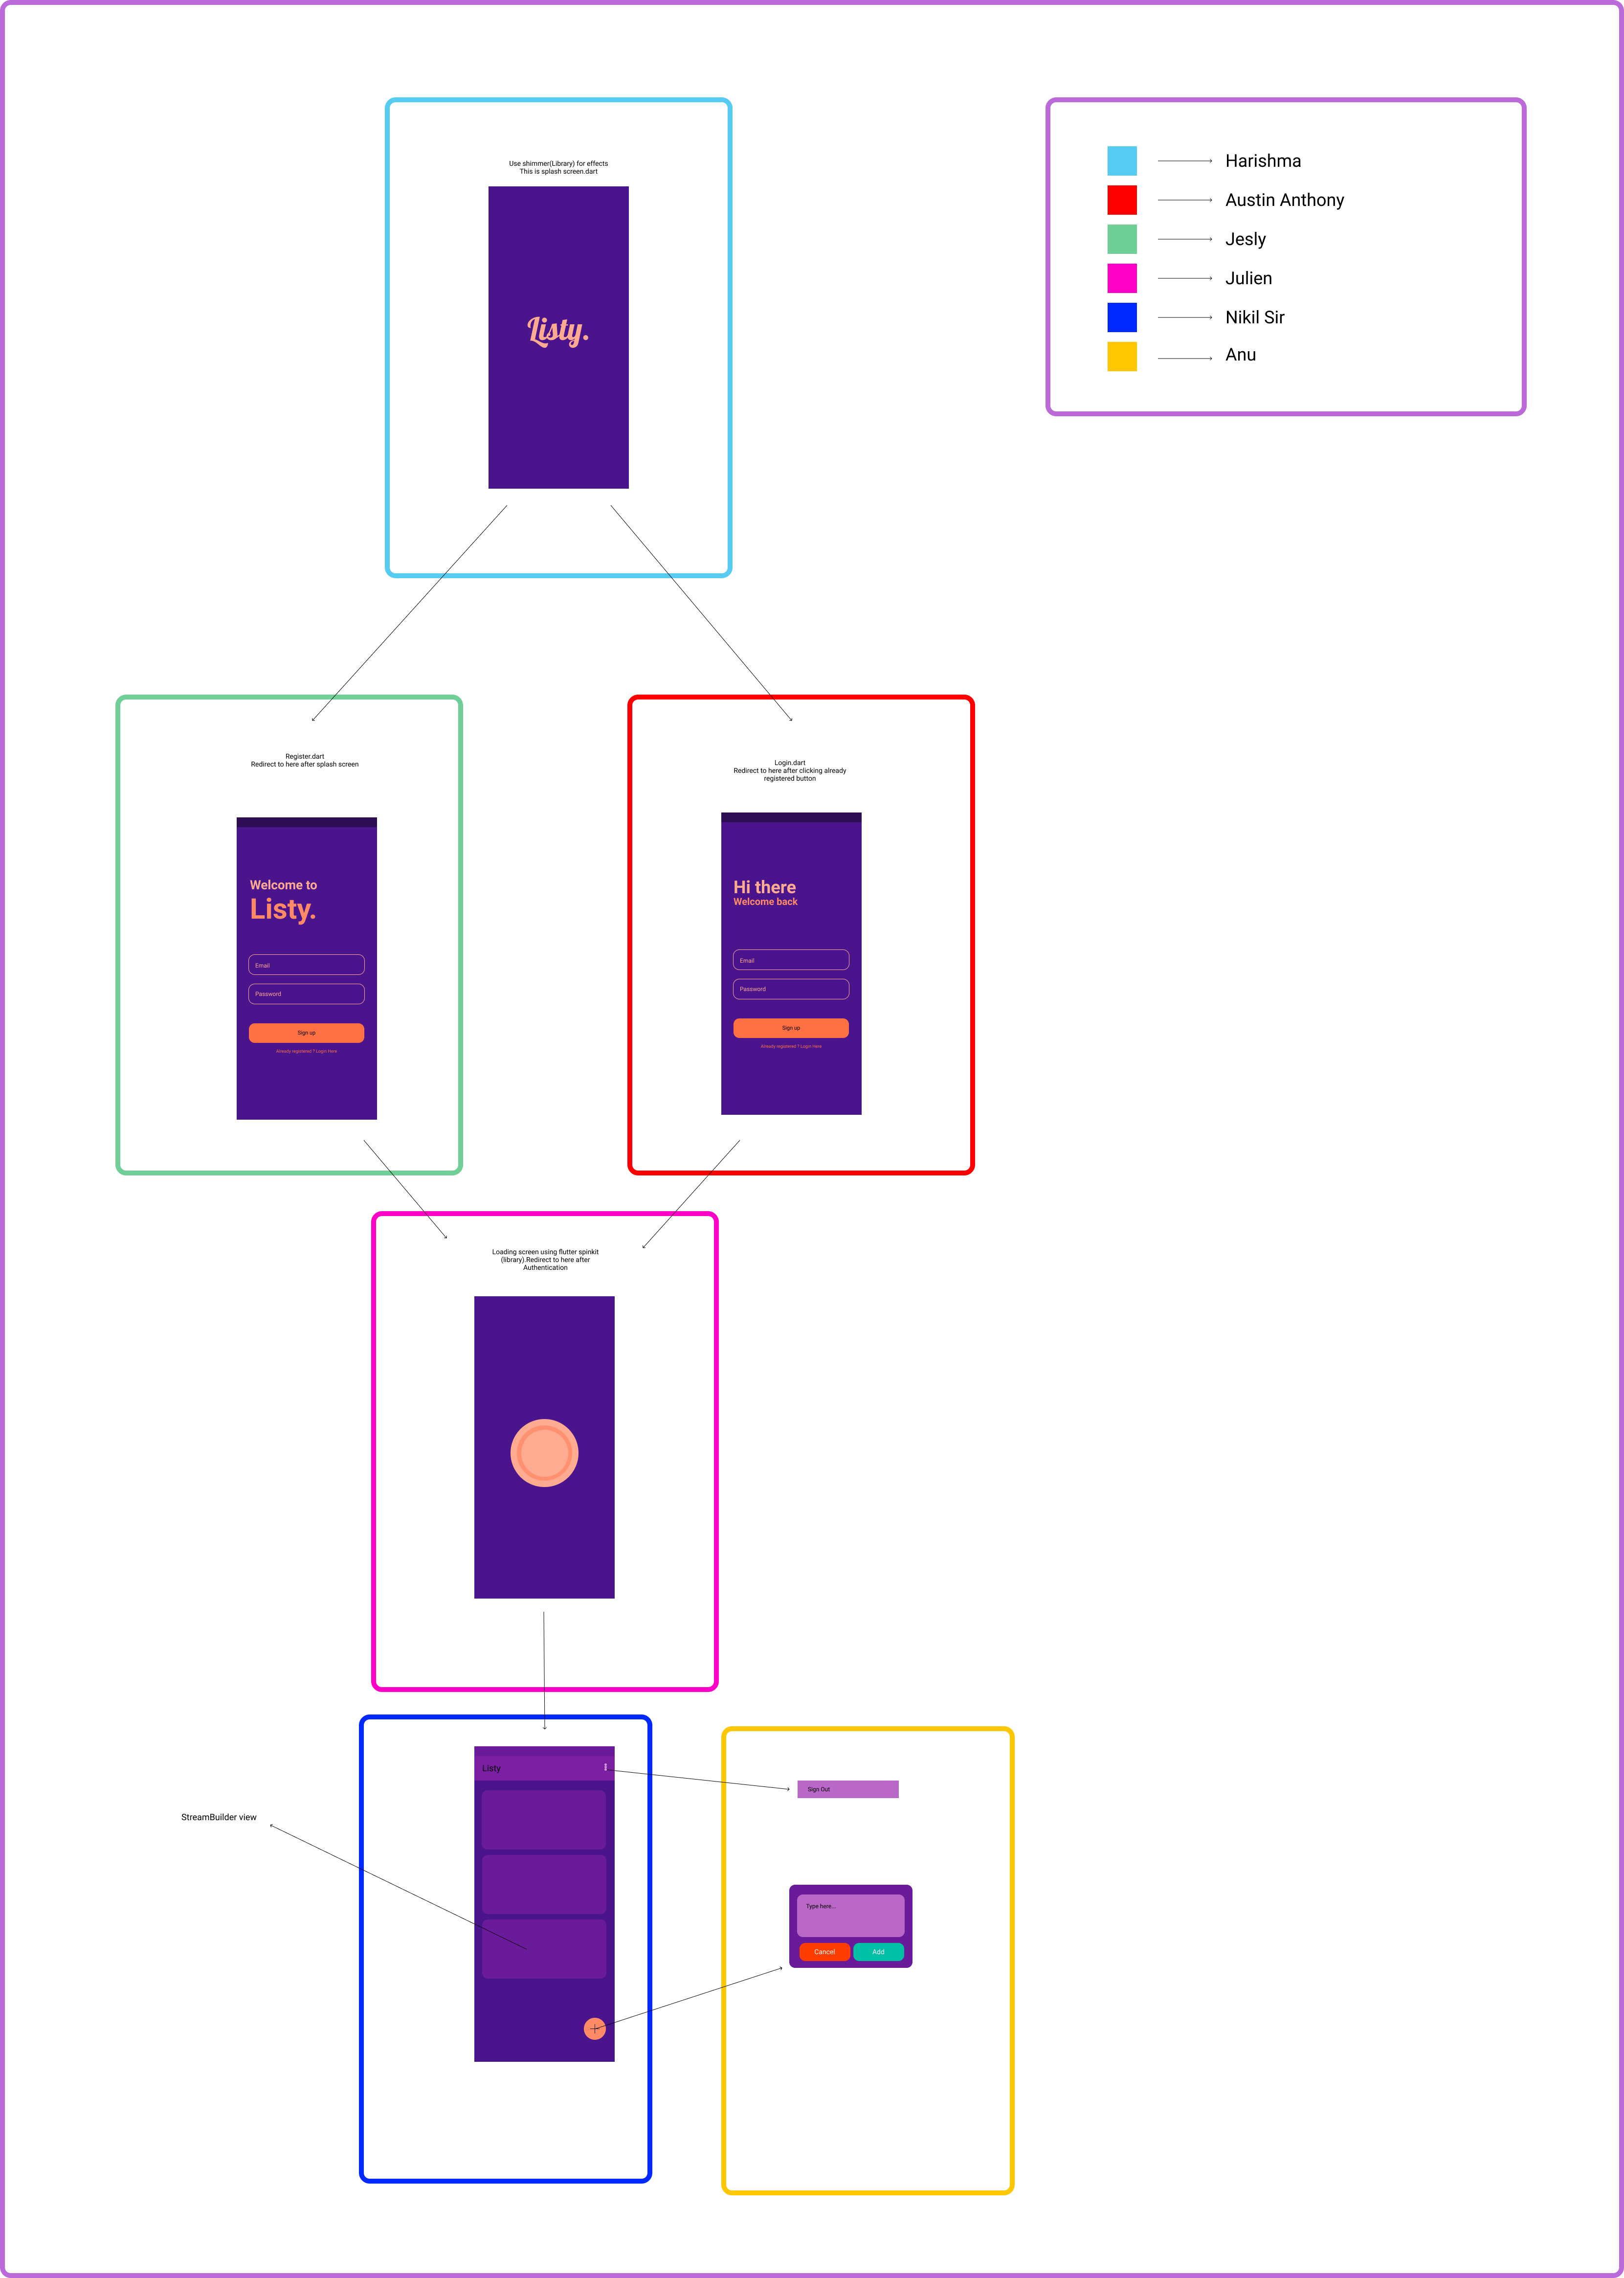 Use shimmer(Library) for effects
This is splash screen.dart
Listy.
Harishma
Austin Anthony
Jesly
Julien
Nikil Sir
Anu
Register.dart
Redirect to here after splash screen
Welcome to
Listy.
Email
Password
Sign up
Already registered ? Login Here
Login.dart
Redirect to here after clicking already
registered button
Hi there
Welcome back
Email
Password
Sign up
Already registered ? Login Here
Loading screen using flutter spinkit
(library).Redirect to here after
Authentication
Listy
StreamBuilder view
Sign Out
Type here...
Cancel
Add